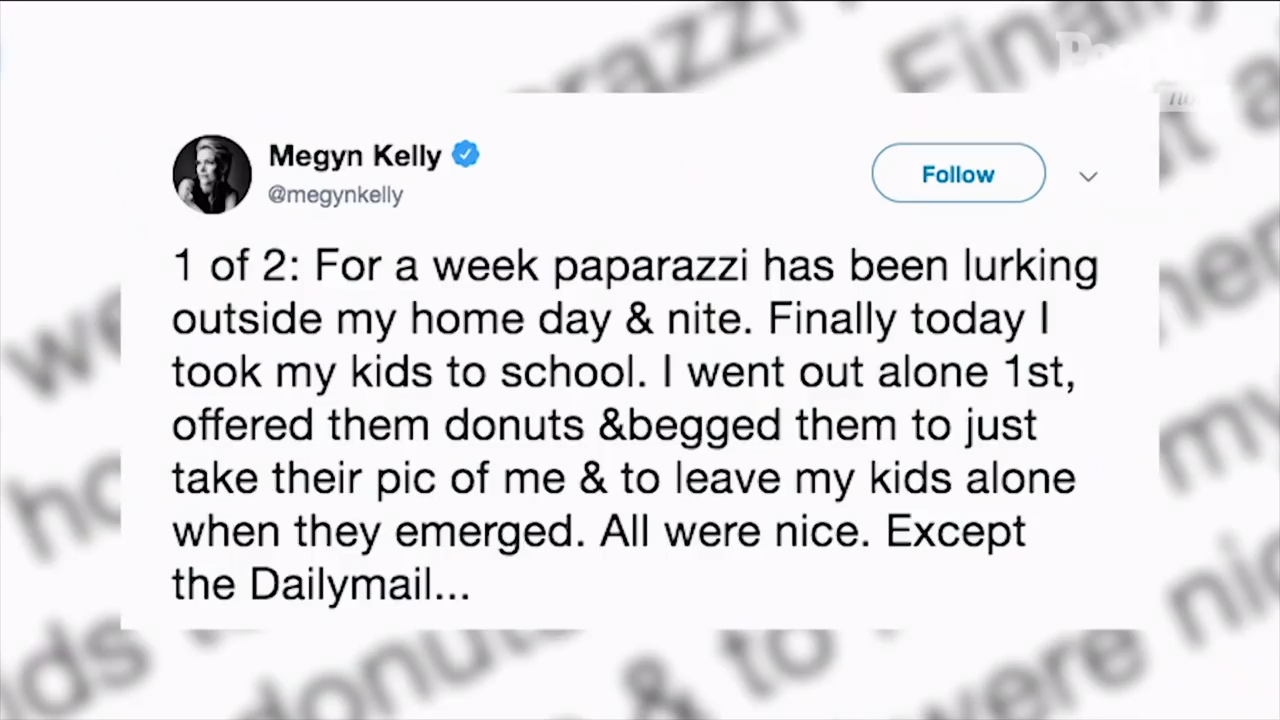 People
now
Megyn Kelly
@megynkelly
Follow
1 of 2: For a week paparazzi has been lurking
outside my home day & nite. Finally today I
took my kids to school. I went out alone 1st,
offered them donuts &begged them to just
take their pic of me & to leave my kids alone
when they emerged. All were nice. Except
the Dailymail...